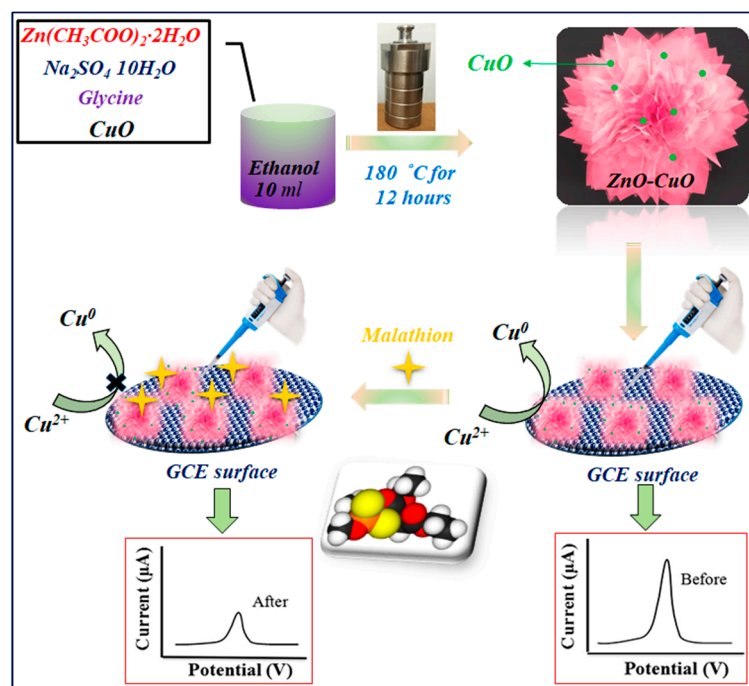 Zn(CH₃COO)₂·2H₂O
Na₂SO₄ 10H₂O
Glycine
CuO
Ethanol
10 ml
180 °C for
12 hours
CuO
ZnO-CuO
Cu⁰
Cu²⁺
GCE surface
Malathion
Cu⁰
Cu²⁺
GCE surface
Current (µA)
After
Potential (V)
Current (µA)
Before
Potential (V)